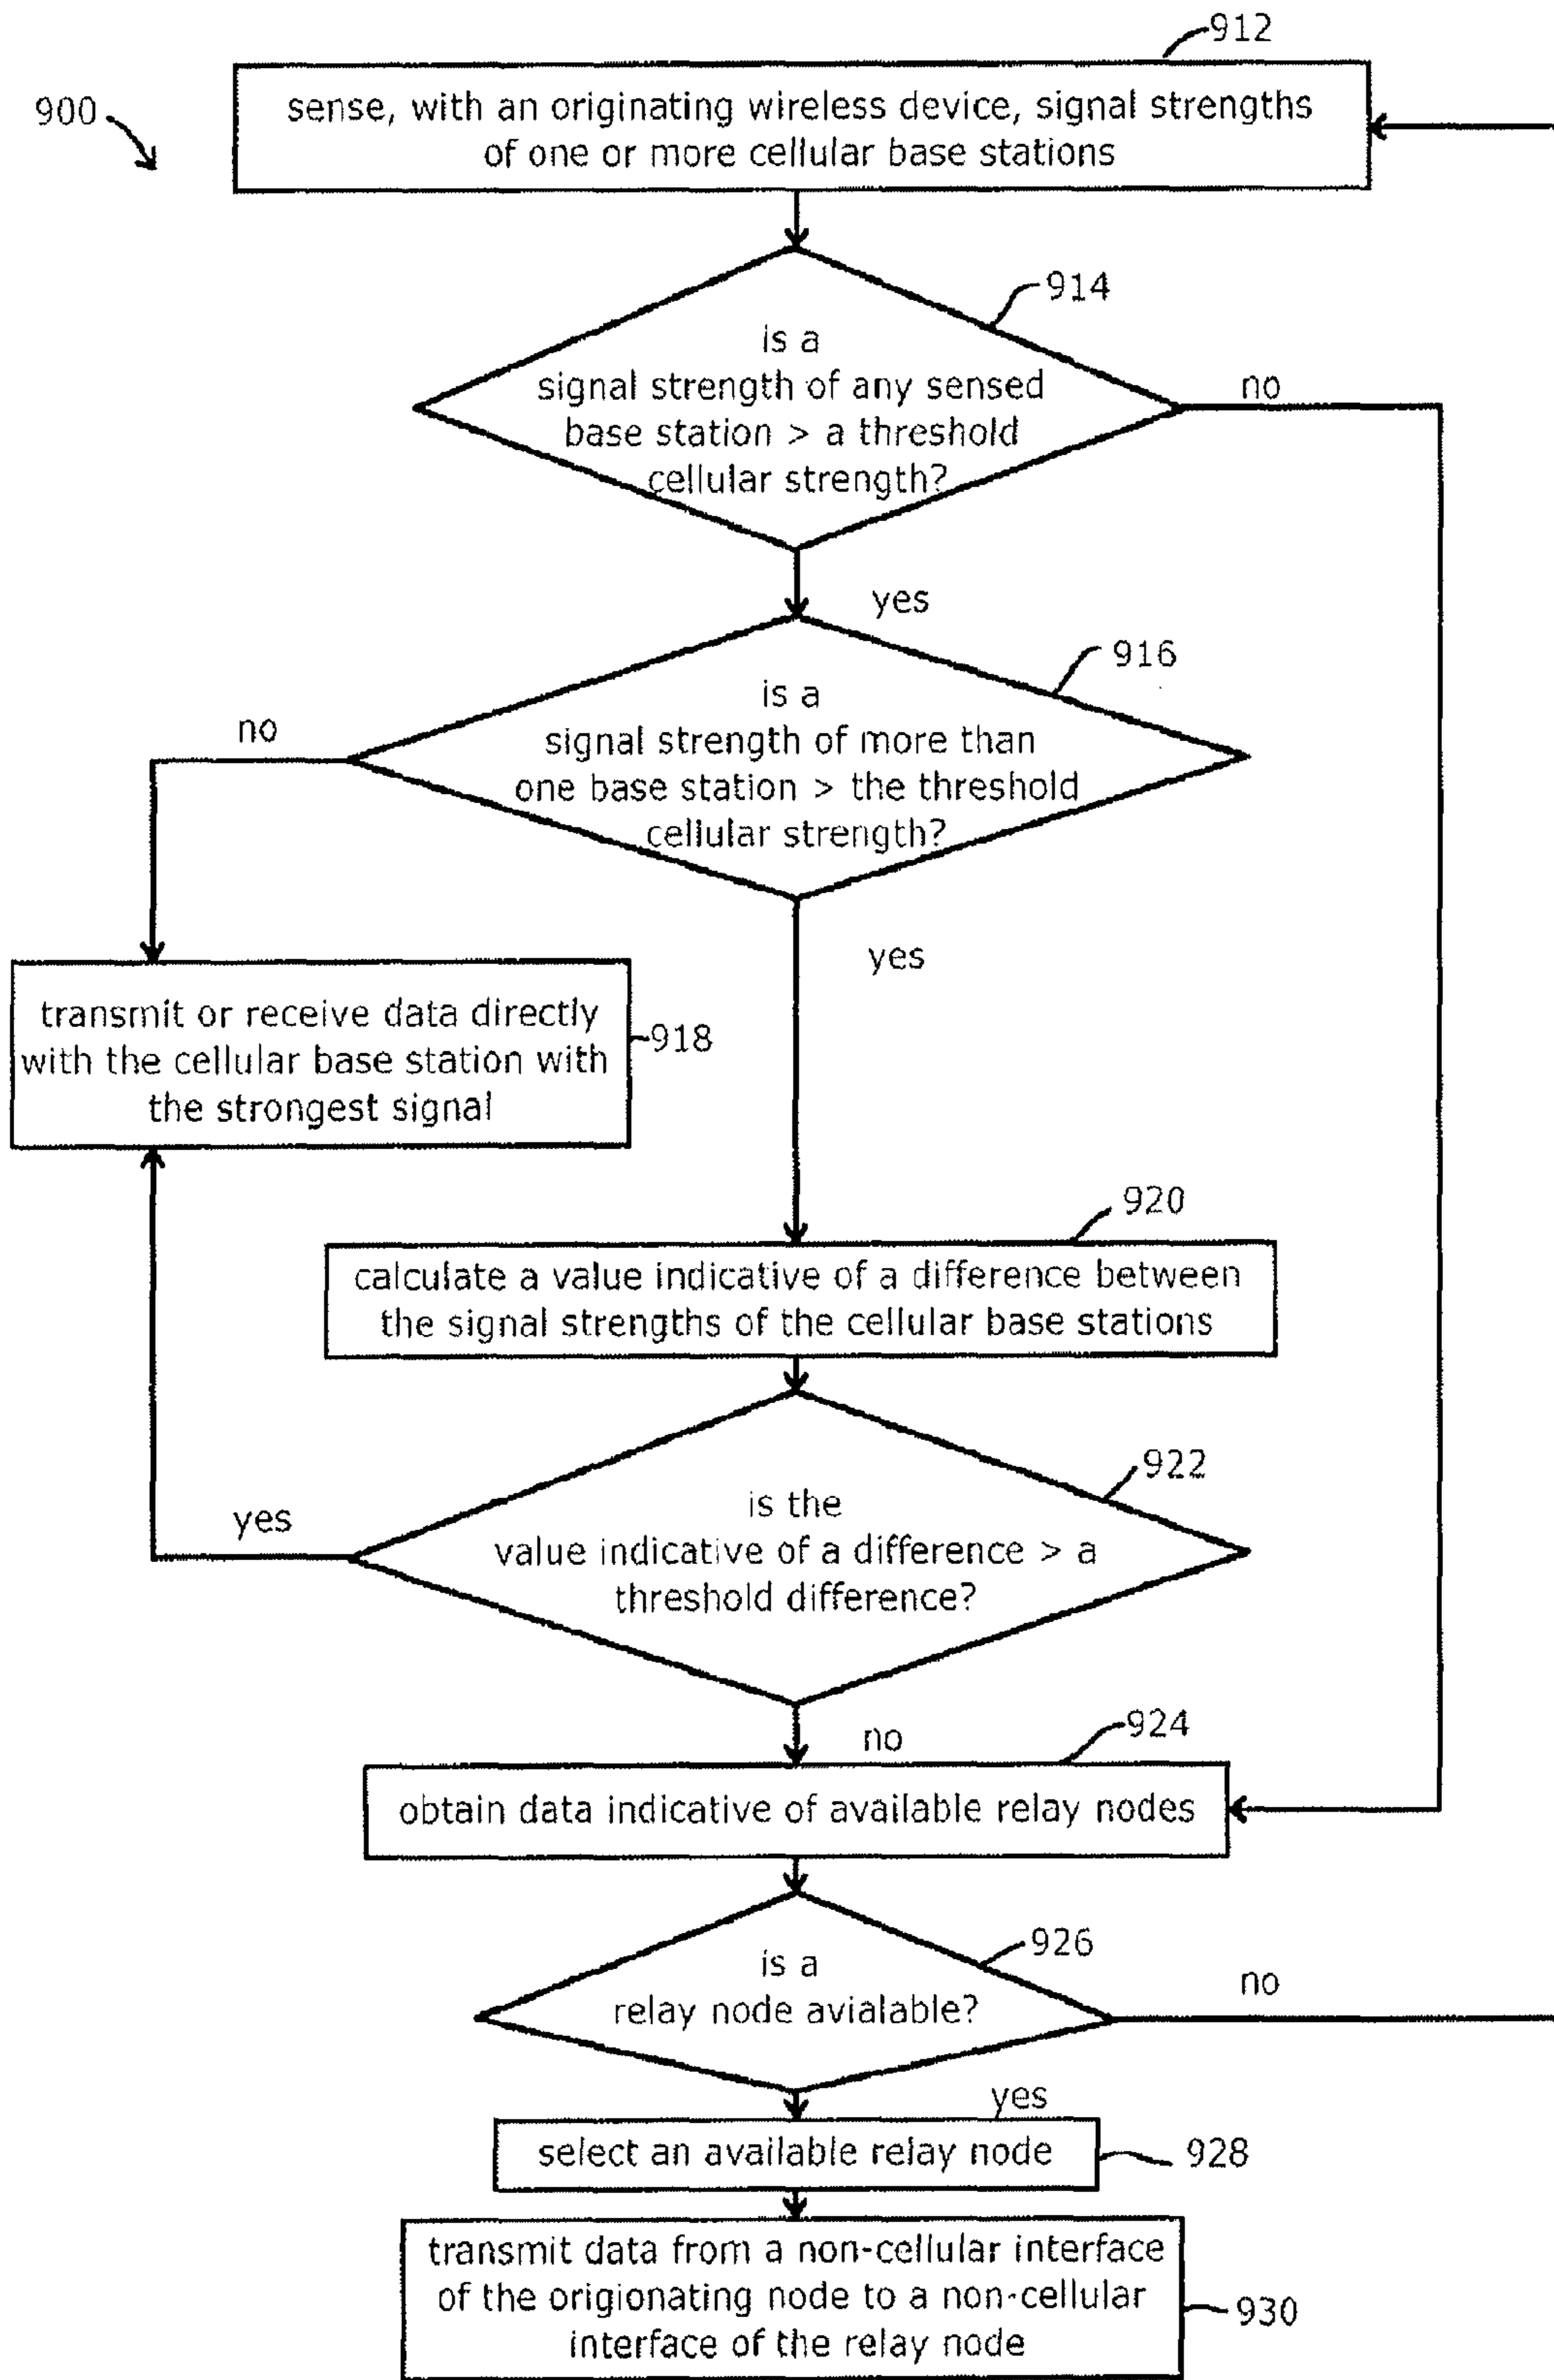 912
900
sense, with an originating wireless device, signal strengths
of one or more cellular base stations
914
is a
signal strength of any sensed
base station > a threshold
cellular strength?
no
yes
916
is a
signal strength of more than
one base station > the threshold
cellular strength?
no
yes
transmit or receive data directly
with the cellular base station with
the strongest signal
918
920
calculate a value indicative of a difference between
the signal strengths of the cellular base stations
922
is the
value indicative of a difference > a
threshold difference?
yes
no
924
obtain data indicative of available relay nodes
926
is a
relay node avialable?
no
yes
select an available relay node
928
transmit data from a non-cellular interface
of the origionating node to a non-cellular
interface of the relay node
930